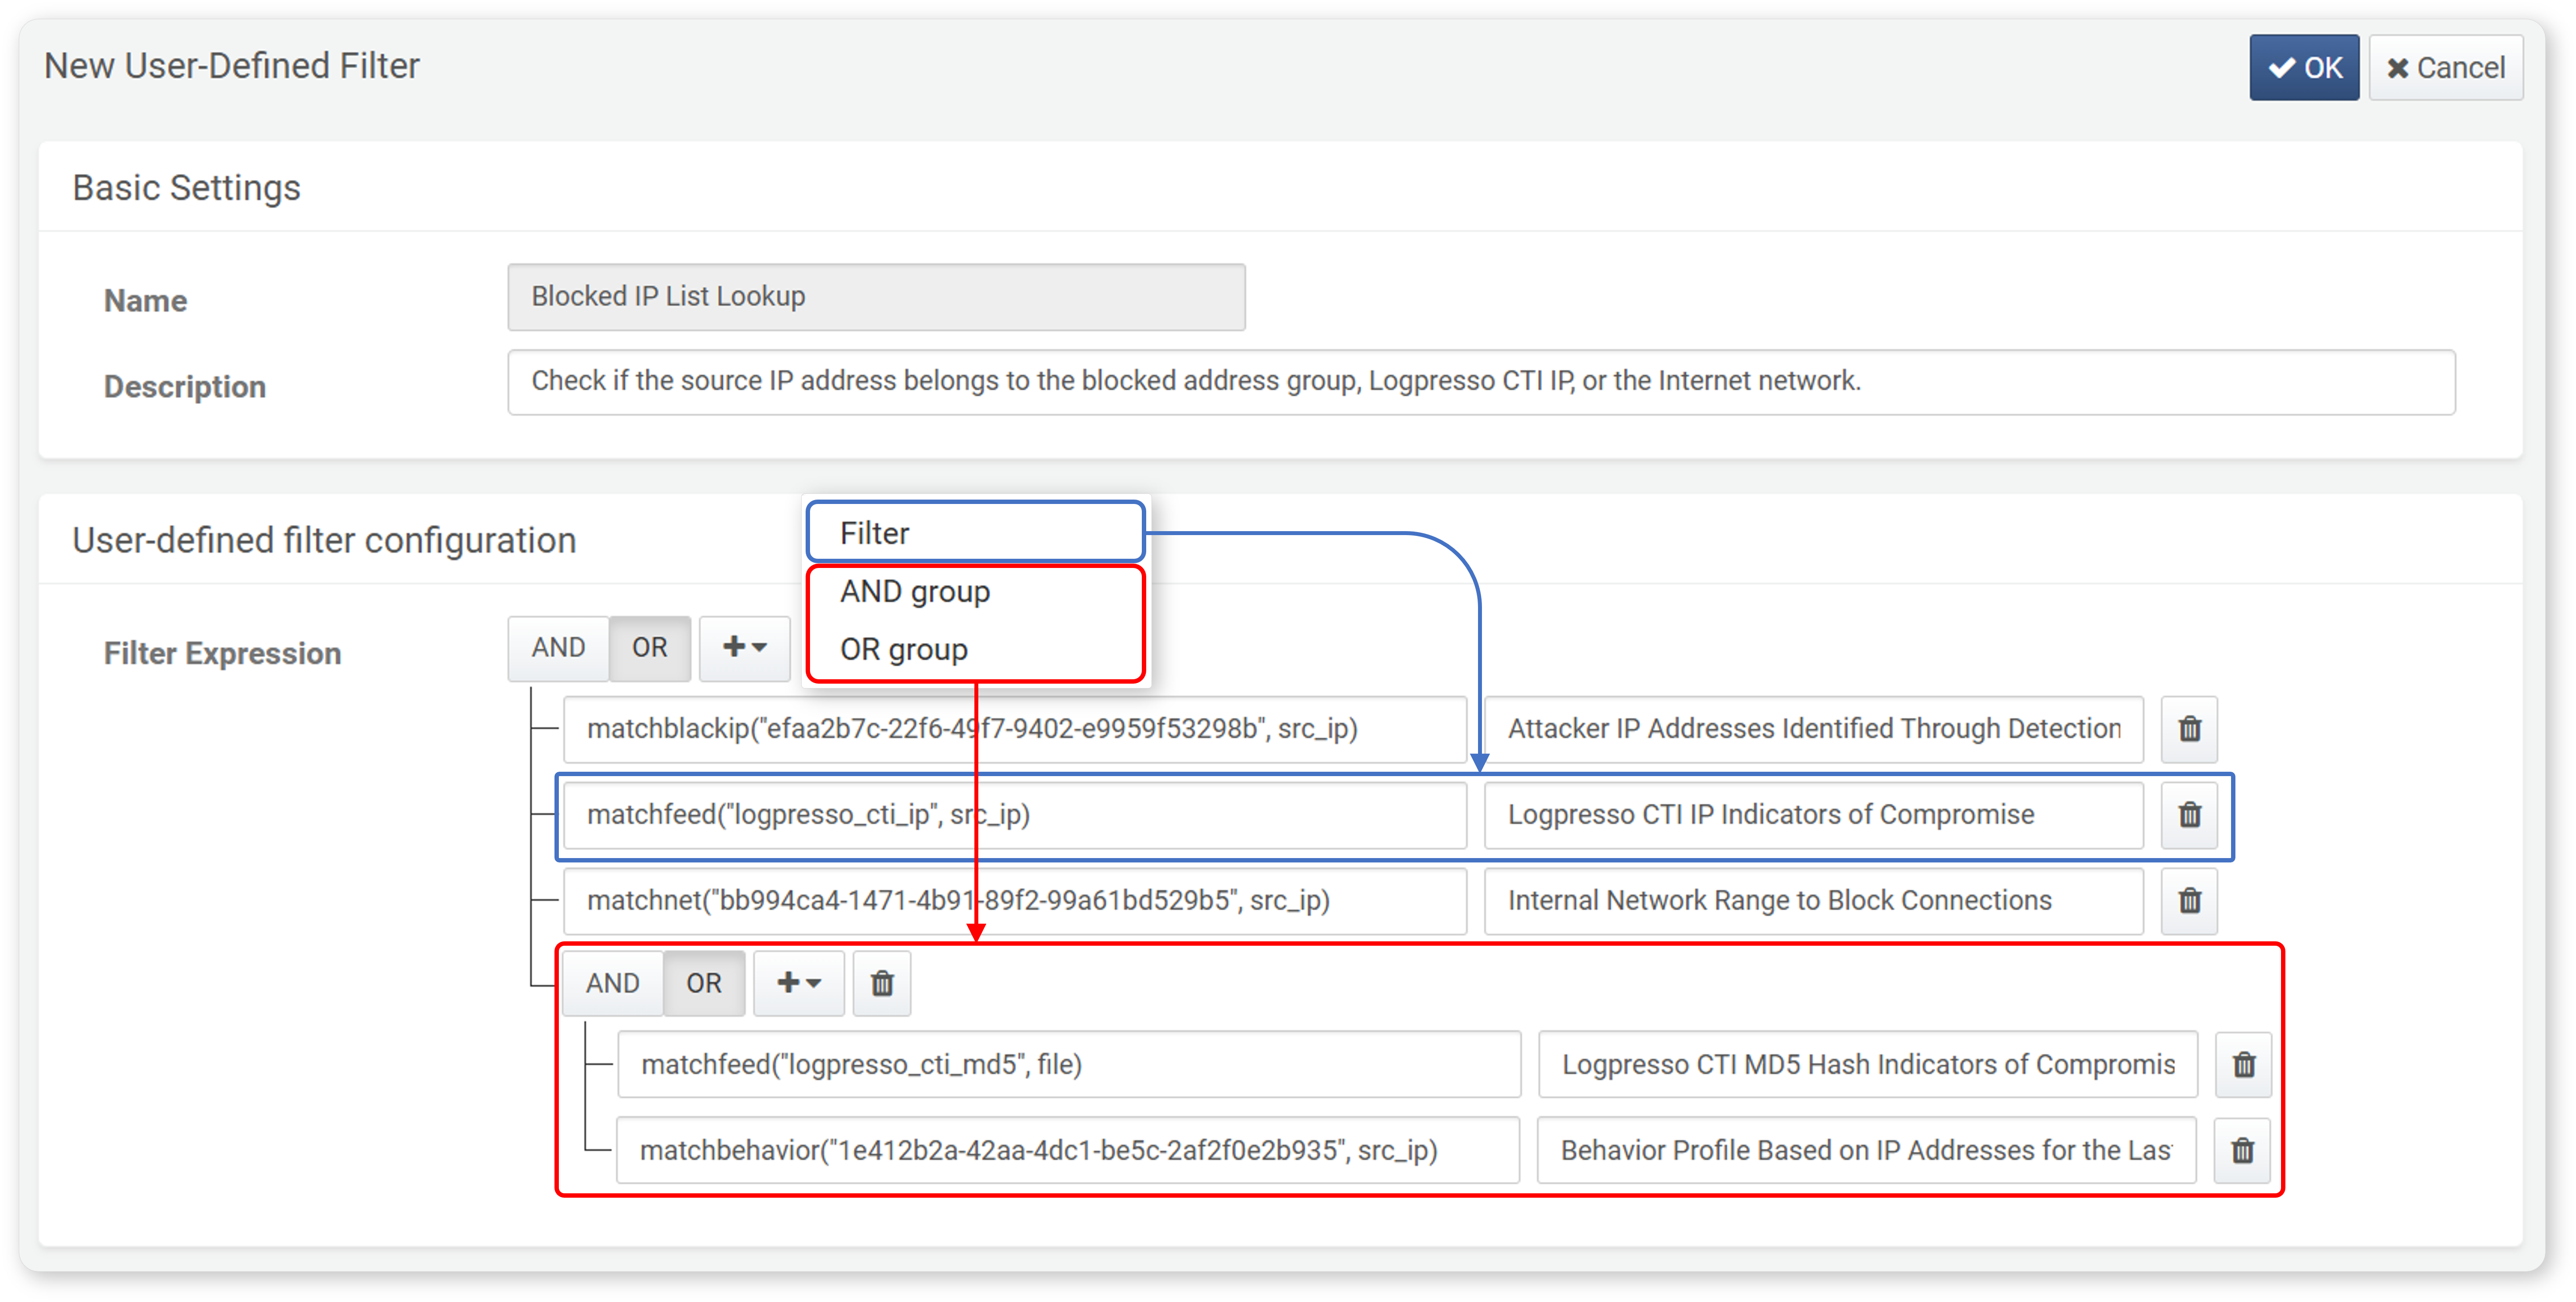 New User-Defined Filter
OK
Cancel
Basic Settings
Name
Blocked IP List Lookup
Description
Check if the source IP address belongs to the blocked address group, Logpresso CTI IP, or the Internet network.
User-defined filter configuration
Filter
AND group
OR group
Filter Expression
AND OR
matchblackip("efaa2b7c-22f6-49f7-9402-e9959f53298b", src_ip)
Attacker IP Addresses Identified Through Detection
matchfeed("logpresso_cti_ip", src_ip)
Logpresso CTI IP Indicators of Compromise
matchnet("bb994ca4-1471-4b91-89f2-99a61bd529b5", src_ip)
Internal Network Range to Block Connections
AND OR
matchfeed("logpresso_cti_md5", file)
Logpresso CTI MD5 Hash Indicators of Compromis
matchbehavior("1e412b2a-42aa-4dc1-be5c-2af2f0e2b935", src_ip)
Behavior Profile Based on IP Addresses for the Las